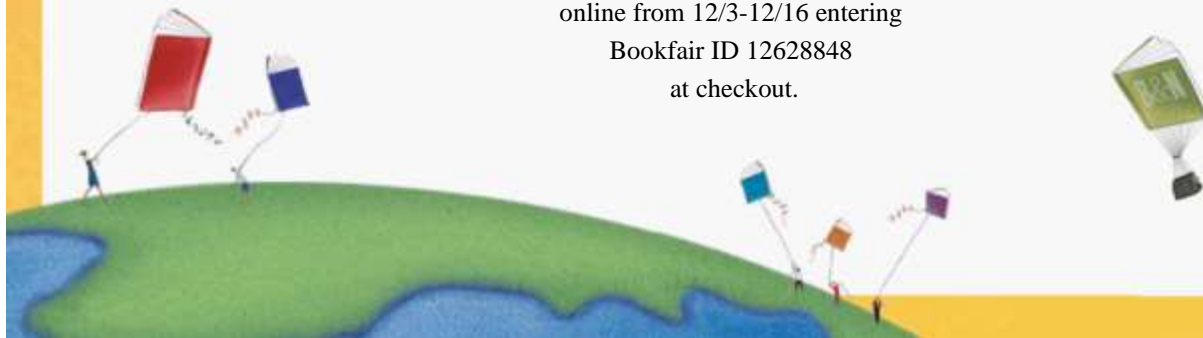 online from 12/3-12/16 entering
Bookfair ID 12628848
at checkout.
B&N